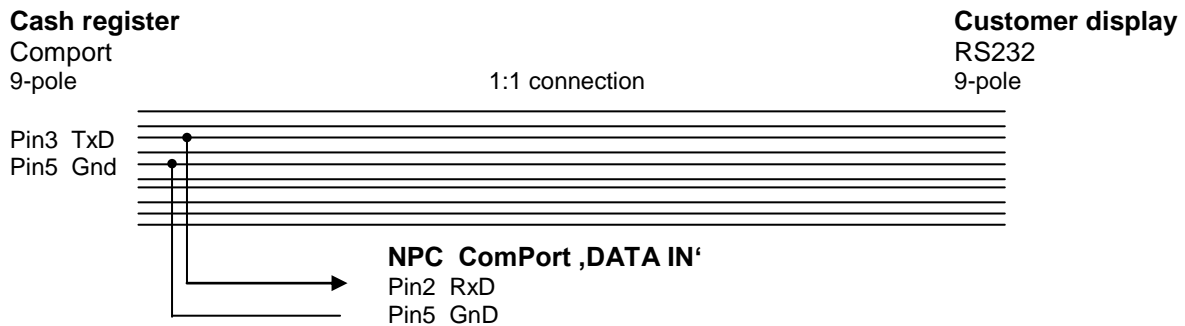 Cash register Customer display
Comport RS232
9-pole 1:1 connection 9-pole
Pin3 TxD
Pin5 Gnd
NPC ComPort ‚DATA IN‘
Pin2 RxD
Pin5 GnD